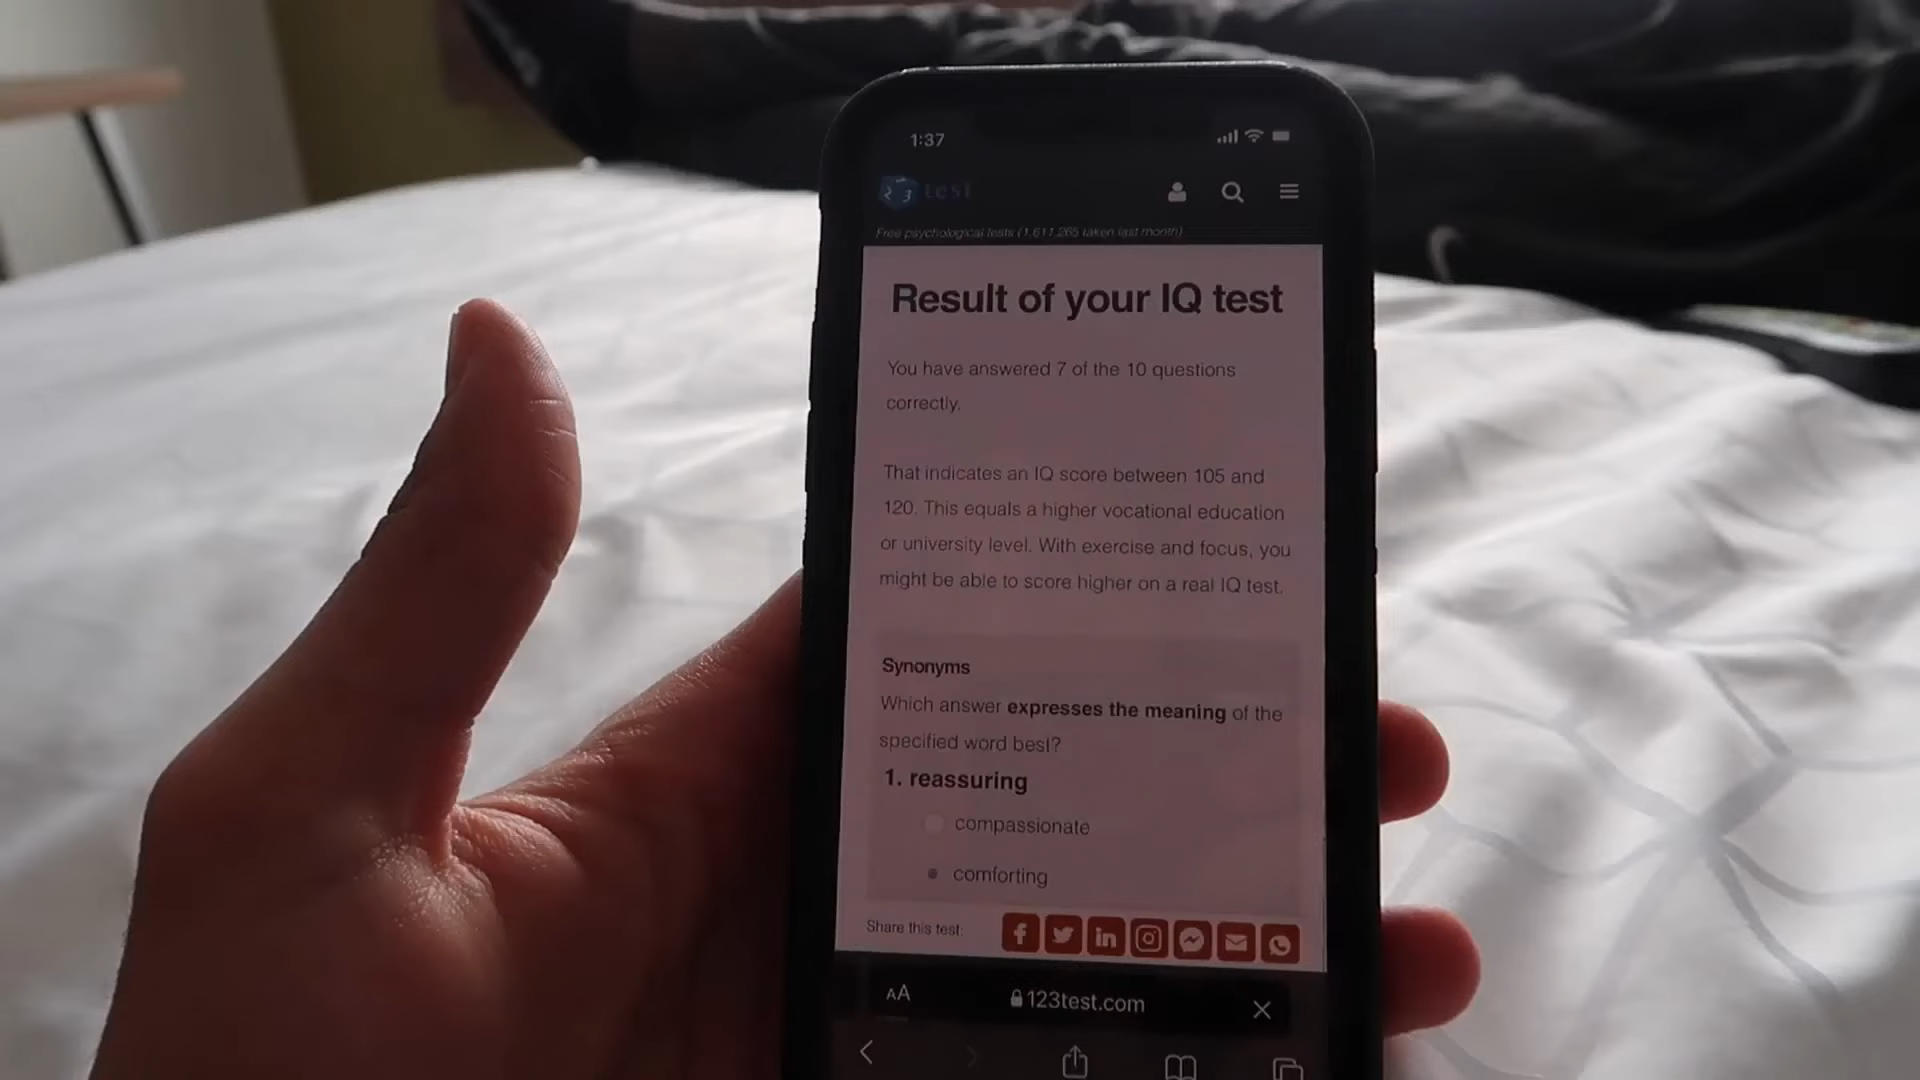 1:37
23 test
Free psychological tests (1,611,265 taken last month)
Result of your IQ test
You have answered 7 of the 10 questions
correctly.
That indicates an IQ score between 105 and
120. This equals a higher vocational education
or university level. With exercise and focus, you
might be able to score higher on a real IQ test.
Synonyms
Which answer expresses the meaning of the
specified word best?
1. reassuring
compassionate
comforting
Share this test:
AA
123test.com